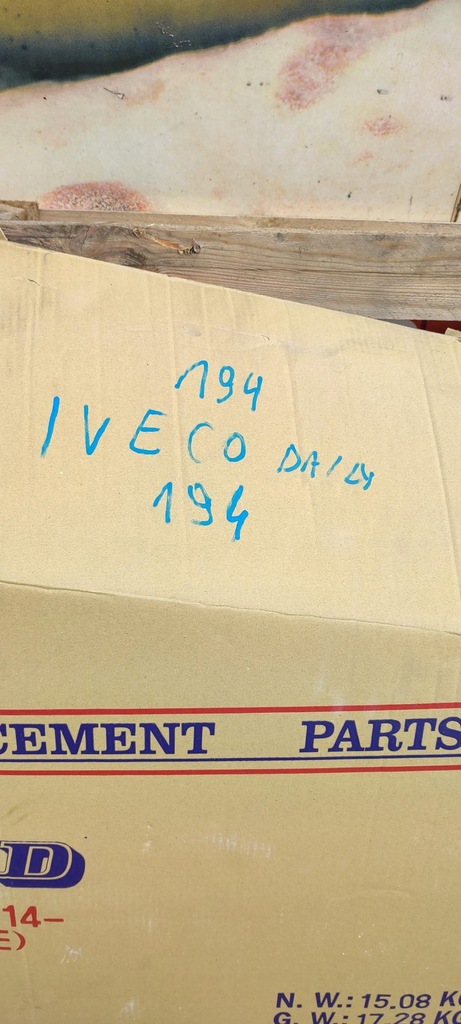 194
IVECO DAILY
194
CEMENT PARTS
D
14-
E)
N. W.: 15.08 KG
G. W.: 17.28 KG